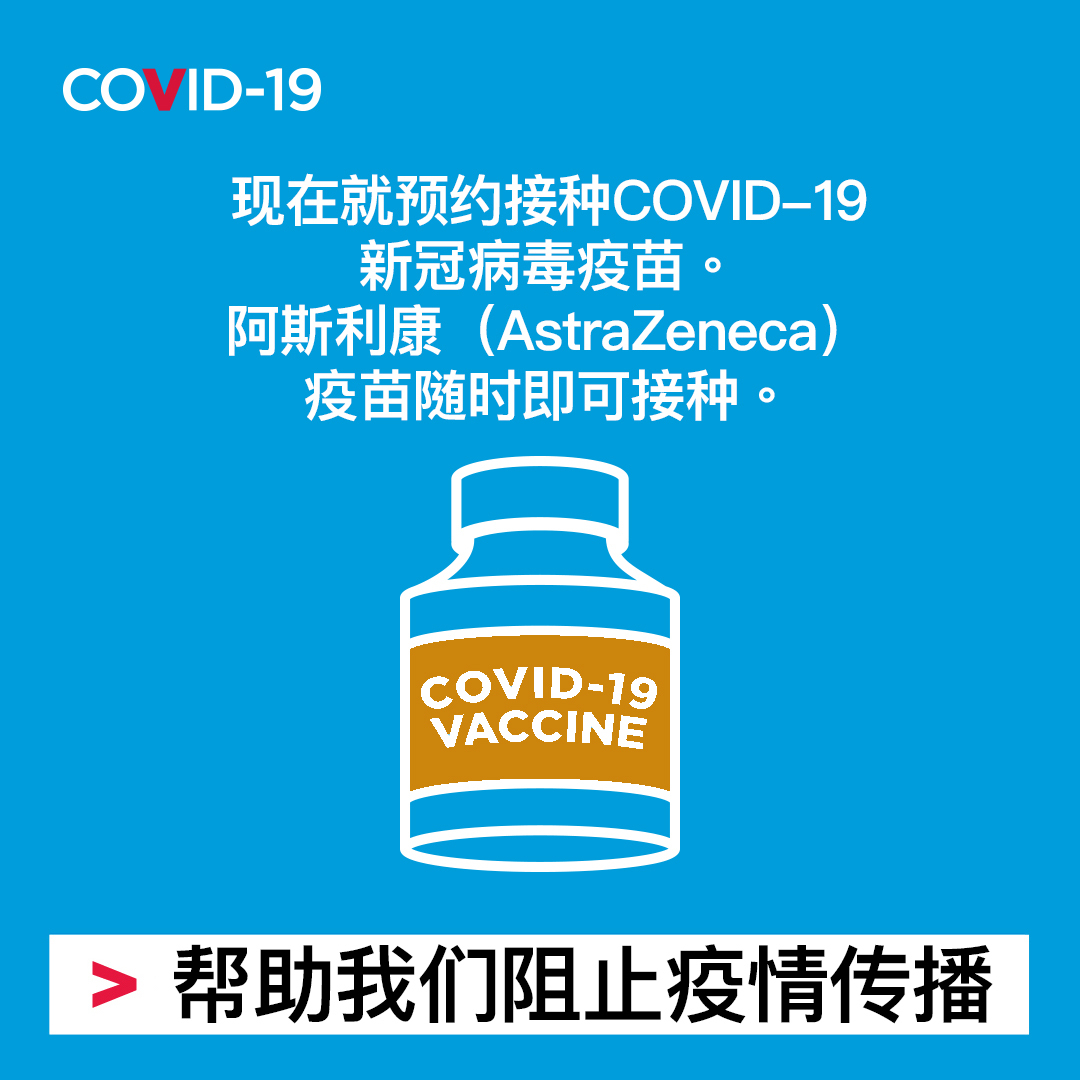 COVID-19
现在就预约接种COVID–19
新冠病毒疫苗。
阿斯利康（AstraZeneca）
疫苗随时即可接种。
COVID-19
VACCINE
> 帮助我们阻止疫情传播